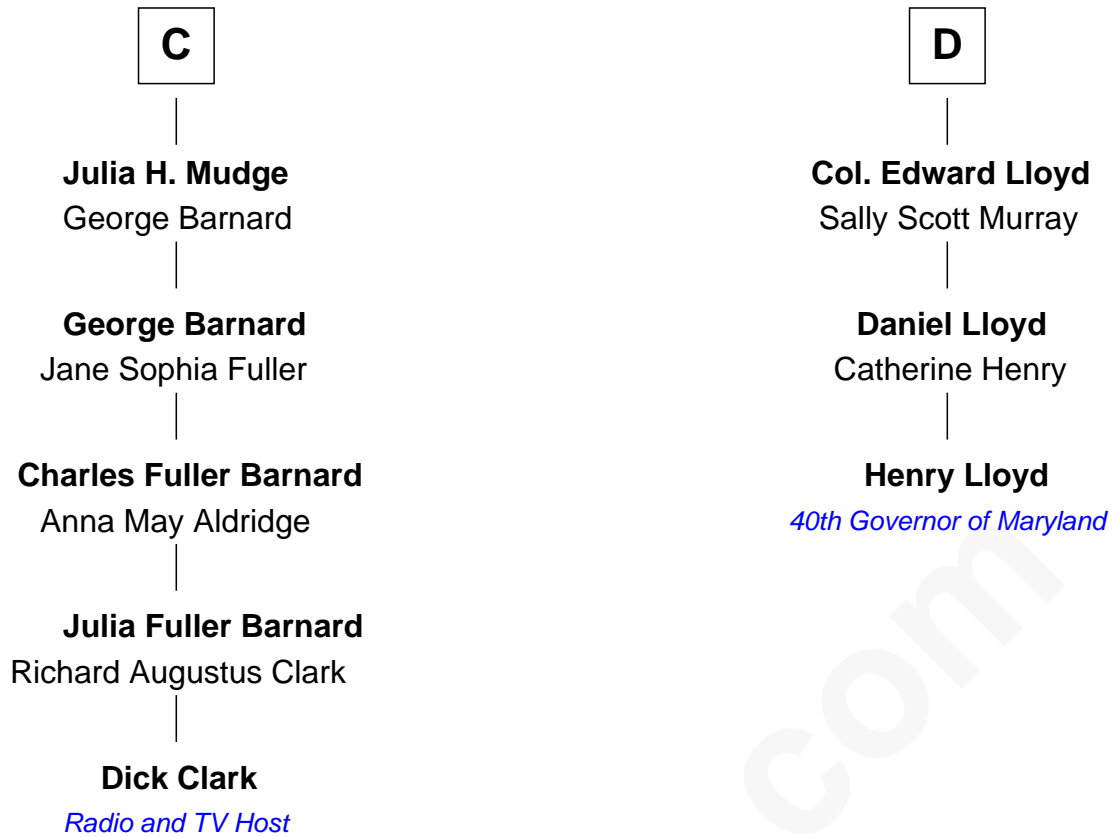 C
Julia H. Mudge
George Barnard
George Barnard
Jane Sophia Fuller
Charles Fuller Barnard
Anna May Aldridge
Julia Fuller Barnard
Richard Augustus Clark
Dick Clark
Radio and TV Host
D
Col. Edward Lloyd
Sally Scott Murray
Daniel Lloyd
Catherine Henry
Henry Lloyd
40th Governor of Maryland
com